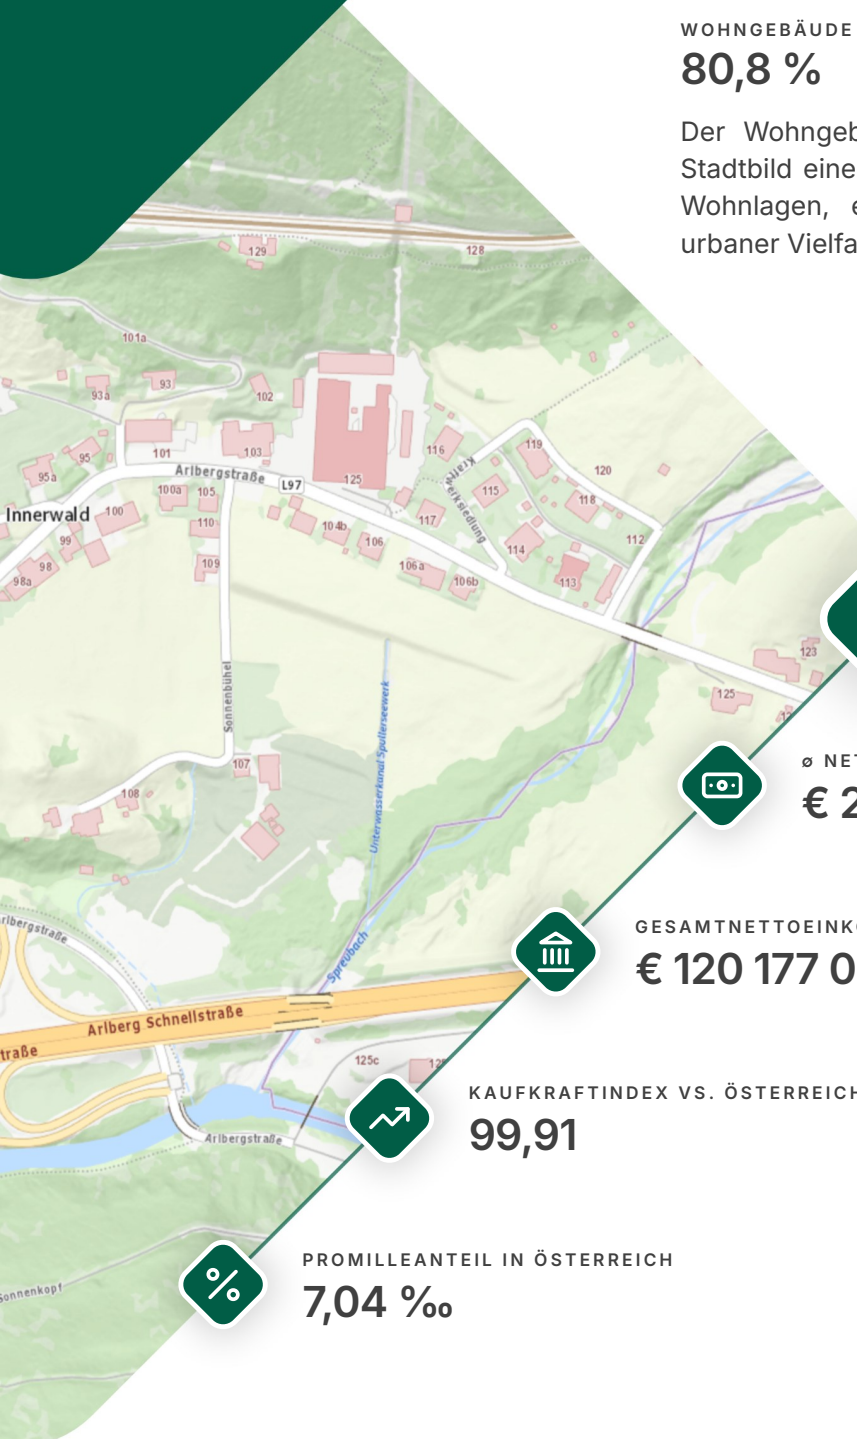 WOHNGEBÄUDE
80,8 %
Der Wohngeb
Stadtbild eine
Wohnlagen, e
urbaner Vielfa
129
128
101a
93a
93
102
95
95a
101
103
125
116
119
120
Arlbergstraße
L97
Kraftwerksiedlung
115
118
Innerwald
100
100a
105
110
99
104b
106
117
114
112
98
98a
109
106a
106b
113
123
125
Sonnenbühel
Unterwasserkanal Spullerseewerk
107
108
ø NET
€ 2
Arlbergstraße
Spreubach
GESAMTNETTOEINKO
€ 120 177 0
Arlberg Schnellstraße
traße
125c
KAUFKRAFTINDEX VS. ÖSTERREICH
99,91
Arlbergstraße
PROMILLEANTEIL IN ÖSTERREICH
7,04 ‰
Sonnenkopf